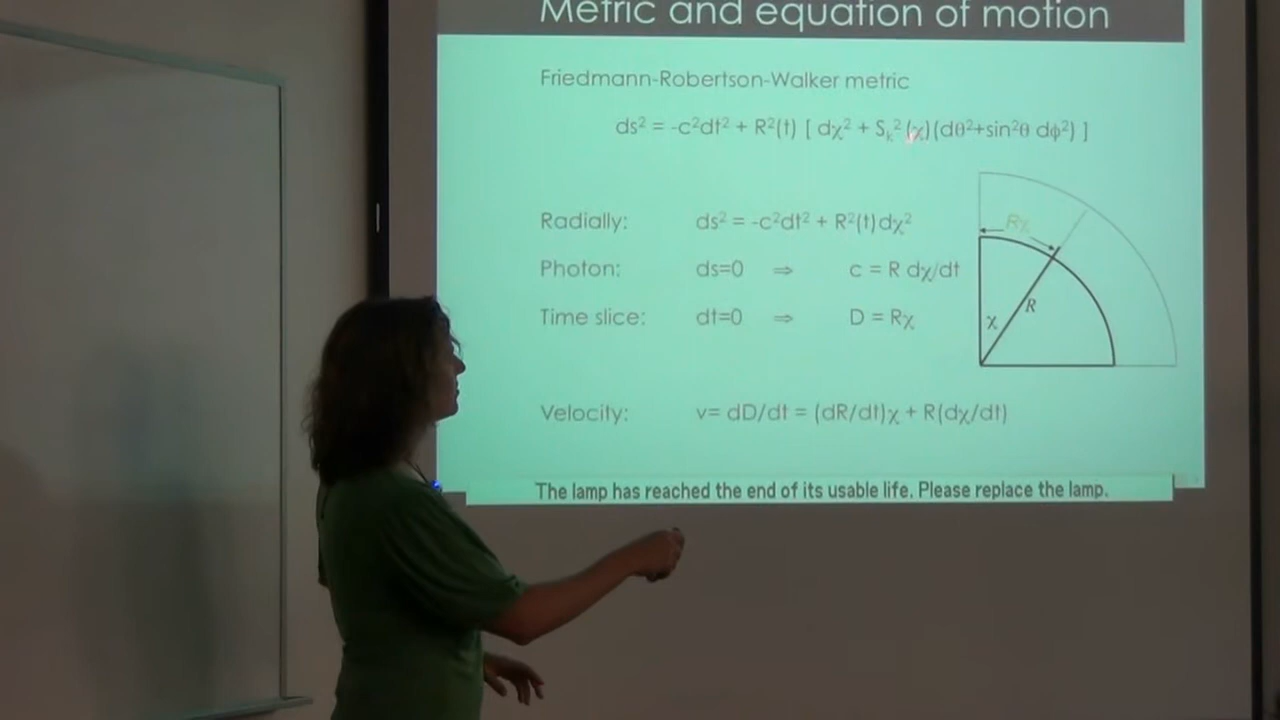 Metric and equation of motion
Friedmann-Robertson-Walker metric
ds² = -c²dt² + R²(t) [ dχ² + Sₖ² (χ)(dθ²+sin²θ dϕ²) ]
Radially: ds² = -c²dt² + R²(t)dχ²
Rχ
Photon: ds=0 ⇒ c = R dχ/dt
R
Time slice: dt=0 ⇒ D = Rχ
χ
Velocity: v= dD/dt = (dR/dt)χ + R(dχ/dt)
The lamp has reached the end of its usable life. Please replace the lamp.